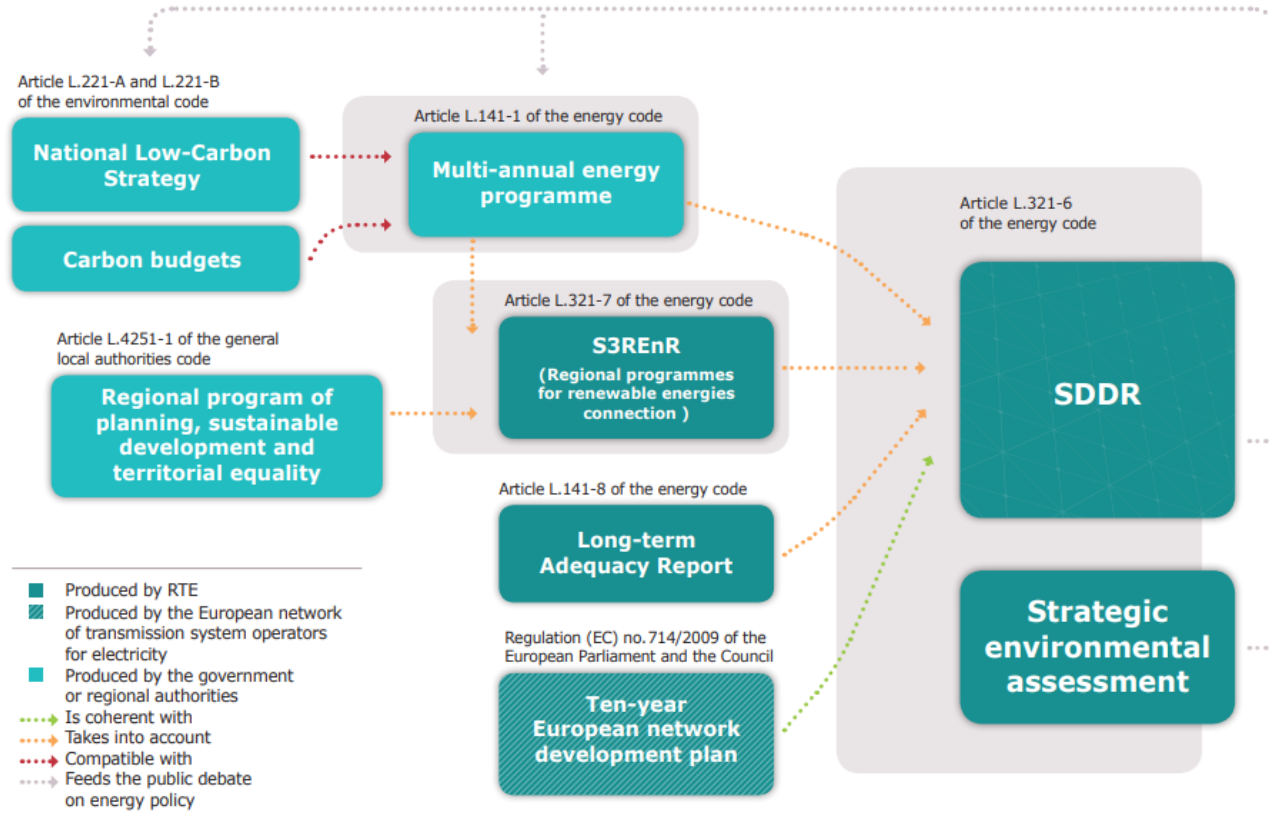 Article L.221-A and L.221-B
of the environmental code
National Low-Carbon
Strategy
Carbon budgets
Article L.141-1 of the energy code
Multi-annual energy
programme
Article L.4251-1 of the general
local authorities code
Regional program of
planning, sustainable
development and
territorial equality
Article L.321-7 of the energy code
S3REnR
(Regional programmes
for renewable energies
connection )
Article L.141-8 of the energy code
Long-term
Adequacy Report
Regulation (EC) no.714/2009 of the
European Parliament and the Council
Ten-year
European network
development plan
Article L.321-6
of the energy code
SDDR
Strategic
environmental
assessment
Produced by RTE
Produced by the European network
of transmission system operators
for electricity
Produced by the government
or regional authorities
Is coherent with
Takes into account
Compatible with
Feeds the public debate
on energy policy